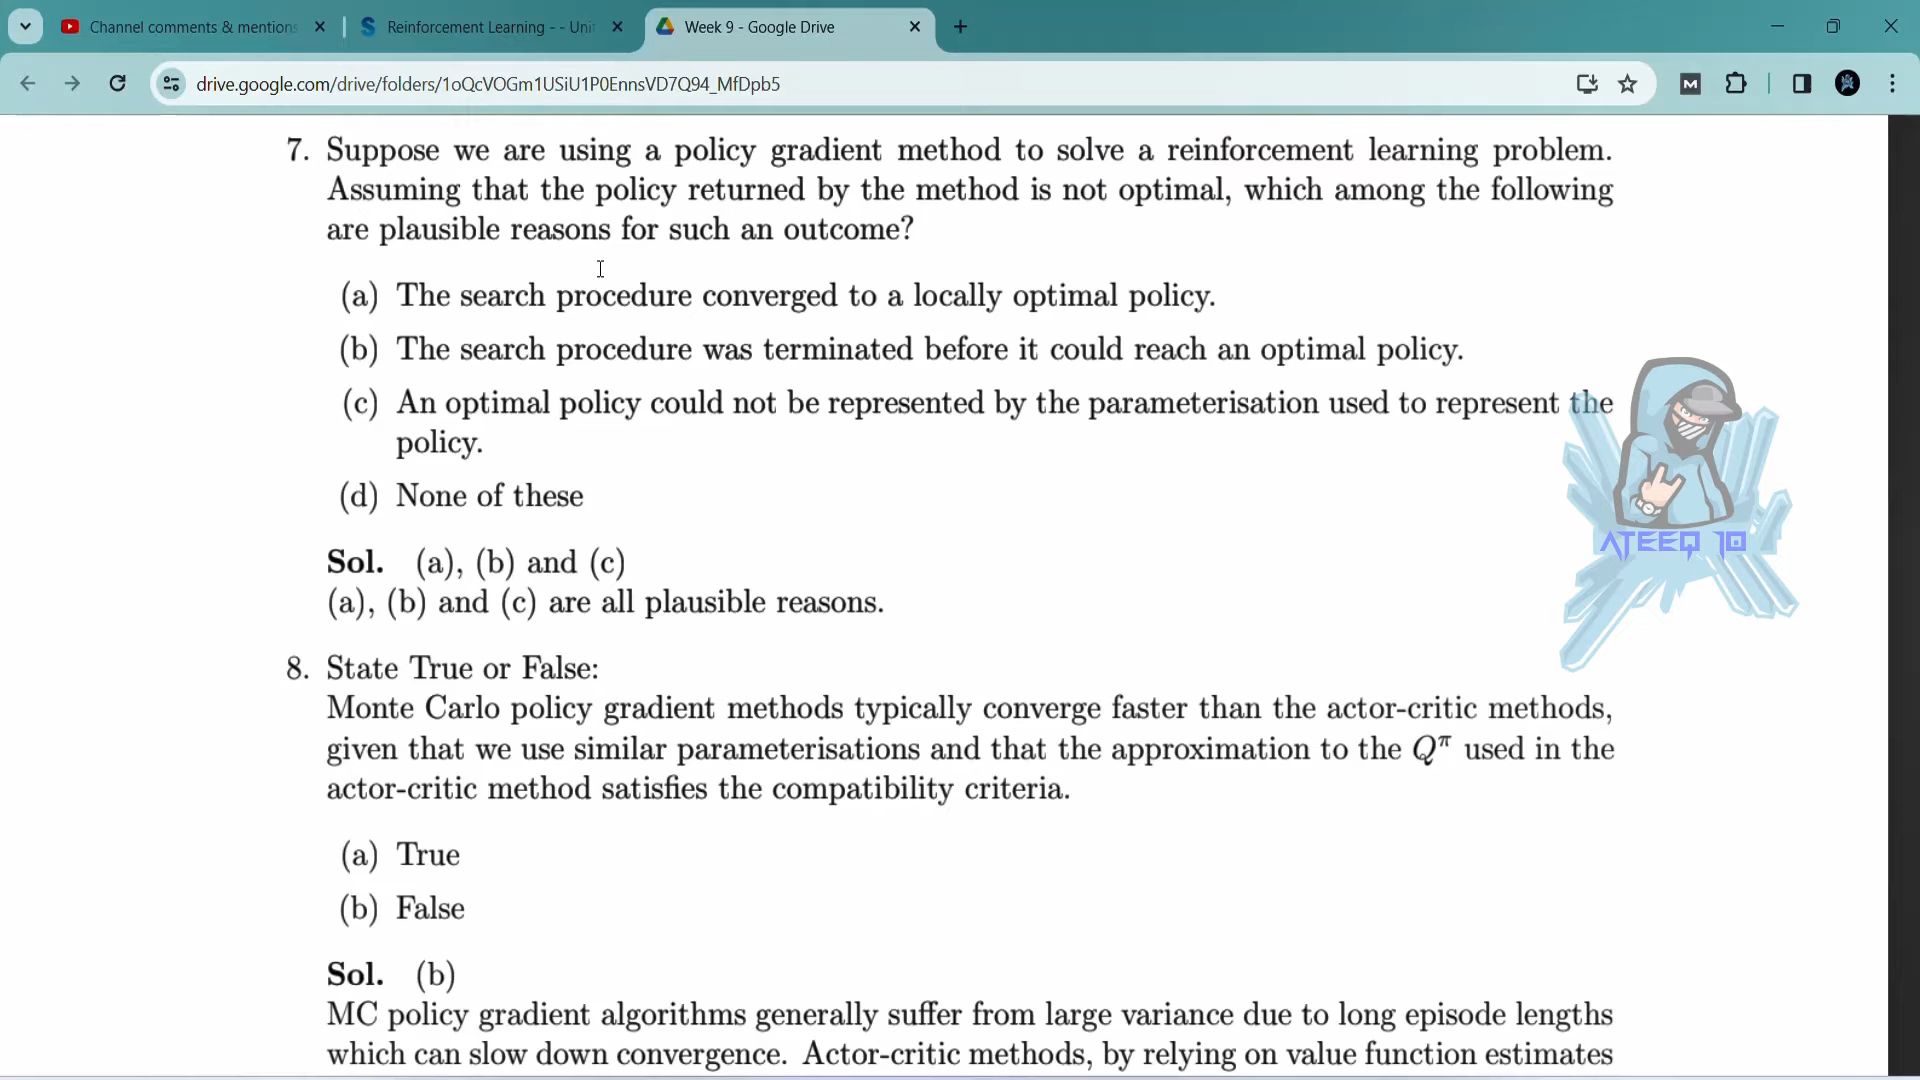 Channel comments & mentions
Reinforcement Learning - - Uni
Week 9 - Google Drive
drive.google.com/drive/folders/1oQcVOGm1USiU1P0EnnsVD7Q94_MfDpb5
7. Suppose we are using a policy gradient method to solve a reinforcement learning problem.
Assuming that the policy returned by the method is not optimal, which among the following
are plausible reasons for such an outcome?
(a) The search procedure converged to a locally optimal policy.
(b) The search procedure was terminated before it could reach an optimal policy.
(c) An optimal policy could not be represented by the parameterisation used to represent the
policy.
(d) None of these
Sol. (a), (b) and (c)
(a), (b) and (c) are all plausible reasons.
ATEEQ 10
8. State True or False:
Monte Carlo policy gradient methods typically converge faster than the actor-critic methods,
given that we use similar parameterisations and that the approximation to the Q^π used in the
actor-critic method satisfies the compatibility criteria.
(a) True
(b) False
Sol. (b)
MC policy gradient algorithms generally suffer from large variance due to long episode lengths
which can slow down convergence. Actor-critic methods, by relying on value function estimates